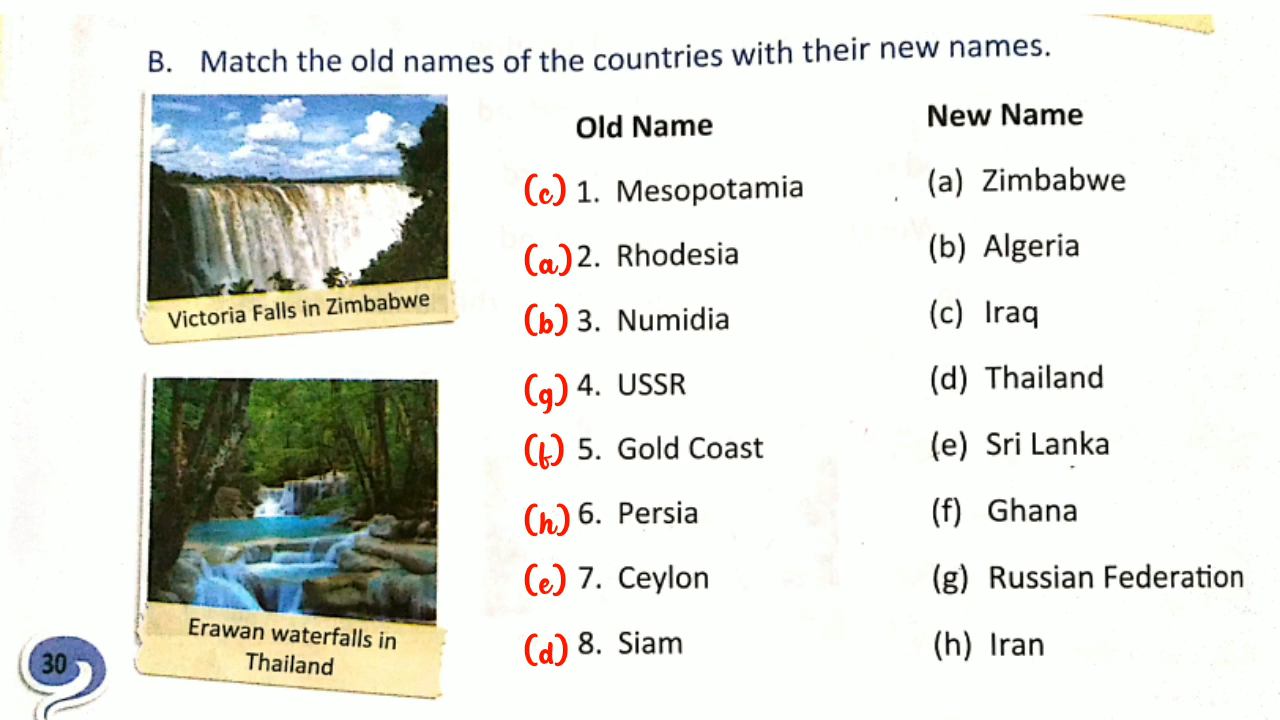 B. Match the old names of the countries with their new names.
Old Name
New Name
(c) 1. Mesopotamia
(a) Zimbabwe
(a) 2. Rhodesia
(b) Algeria
(b) 3. Numidia
(c) Iraq
(g) 4. USSR
(d) Thailand
(f) 5. Gold Coast
(e) Sri Lanka
(h) 6. Persia
(f) Ghana
(e) 7. Ceylon
(g) Russian Federation
(d) 8. Siam
(h) Iran
Victoria Falls in Zimbabwe
Erawan waterfalls in
Thailand
30